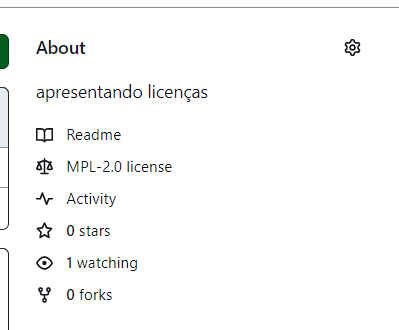 About
apresentando licenças
Readme
MPL-2.0 license
Activity
0 stars
1 watching
0 forks